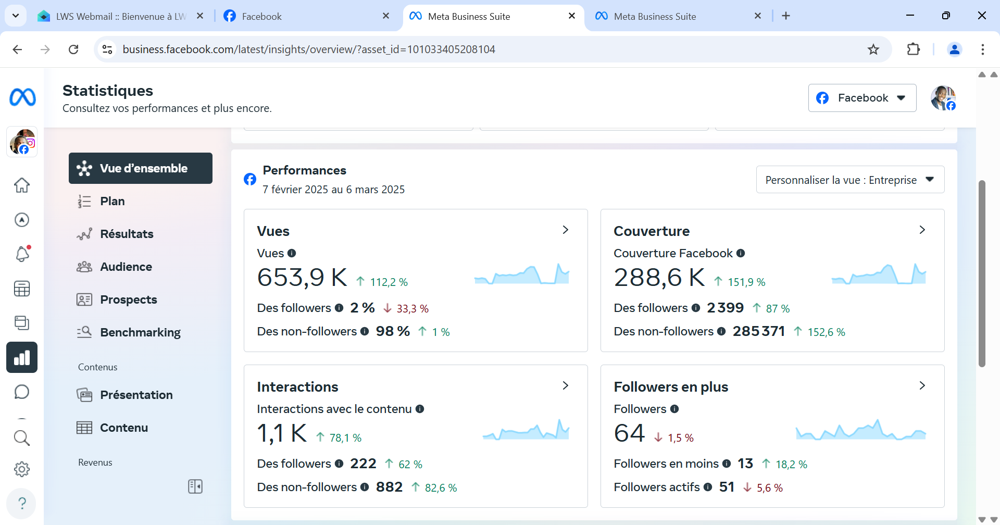 LWS Webmail :: Bienvenue à LW
Facebook
Meta Business Suite
Meta Business Suite
business.facebook.com/latest/insights/overview/?asset_id=101033405208104
Statistiques
Consultez vos performances et plus encore.
Facebook
Vue d’ensemble
Plan
Résultats
Audience
Prospects
Benchmarking
Contenus
Présentation
Contenu
Revenus
Performances
7 février 2025 au 6 mars 2025
Personnaliser la vue : Entreprise
Vues
Vues
653,9 K ↑ 112,2 %
Des followers 2 % ↓ 33,3 %
Des non-followers 98 % ↑ 1 %
Couverture
Couverture Facebook
288,6 K ↑ 151,9 %
Des followers 2 399 ↑ 87 %
Des non-followers 285 371 ↑ 152,6 %
Interactions
Interactions avec le contenu
1,1 K ↑ 78,1 %
Des followers 222 ↑ 62 %
Des non-followers 882 ↑ 82,6 %
Followers en plus
Followers
64 ↓ 1,5 %
Followers en moins 13 ↑ 18,2 %
Followers actifs 51 ↓ 5,6 %